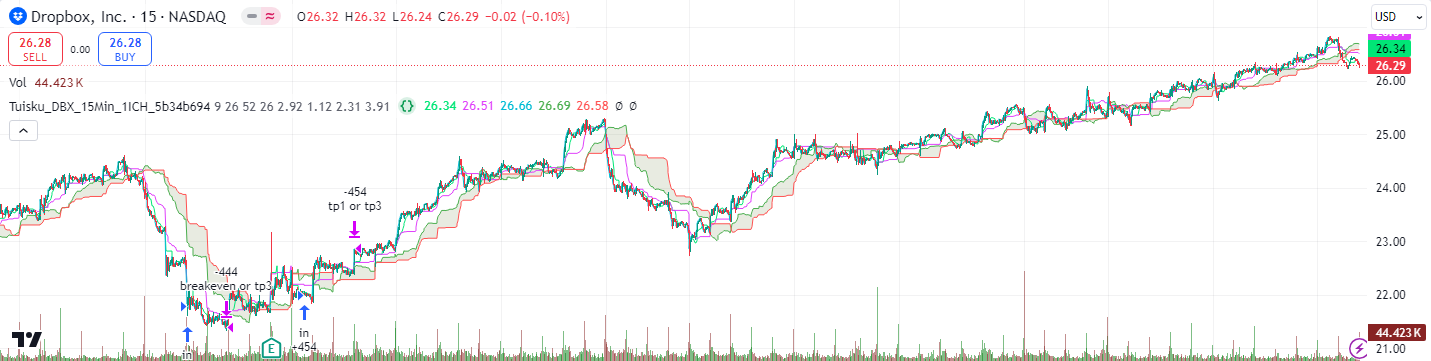 Dropbox, Inc. · 15 · NASDAQ O26.32 H26.32 L26.24 C26.29 −0.02 (−0.10%)
USD
26.28 SELL 0.00 26.28 BUY
Vol 44.423 K
Tuisku_DBX_15Min_1ICH_5b34b694 9 26 52 26 2.92 1.12 2.31 3.91 26.34 26.51 26.66 26.69 26.58 Ø Ø
26.34
26.29
26.00
25.00
24.00
23.00
22.00
44.423 K
21.00
-454
tp1 or tp3
-444
breakeven or tp3
in
in
+454
E